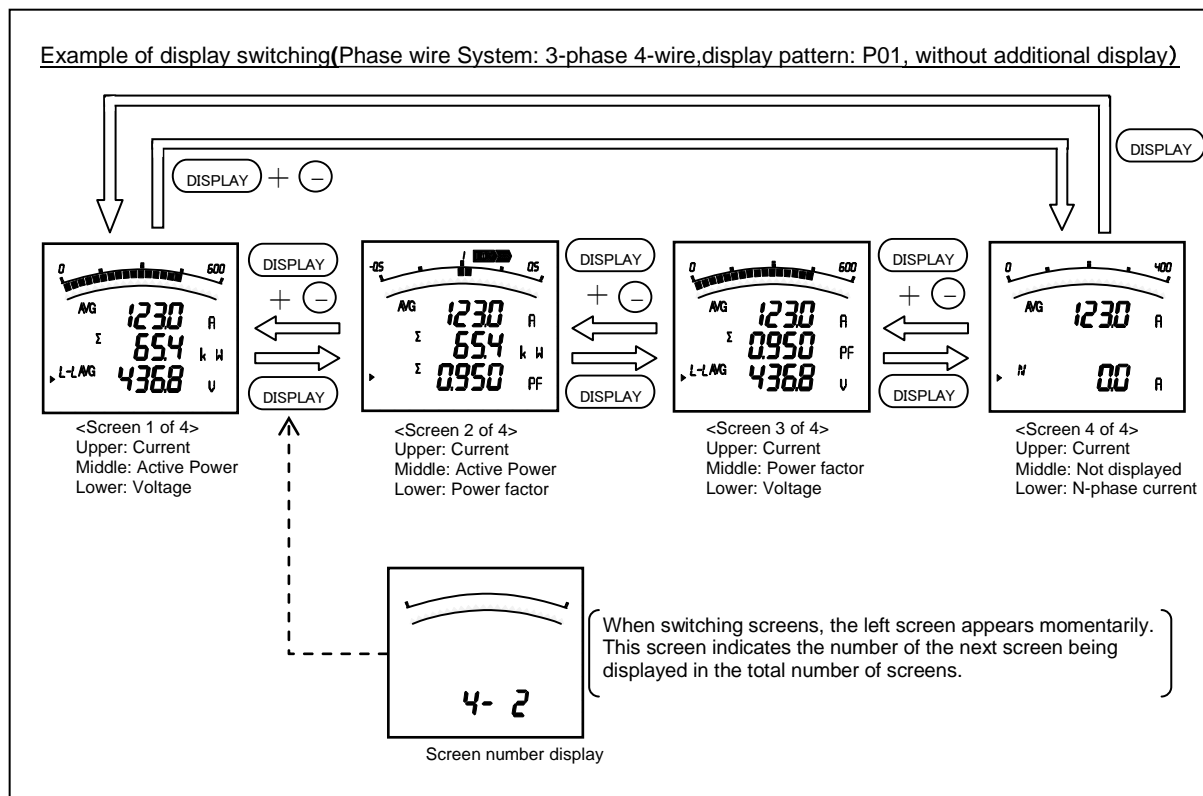 Example of display switching(Phase wire System: 3-phase 4-wire,display pattern: P01, without additional display)
DISPLAY
DISPLAY + −
0 600
AVG 123.0 A
Σ 65.4 k W
L-L AVG 436.8 V
<Screen 1 of 4>
Upper: Current
Middle: Active Power
Lower: Voltage
DISPLAY
+ −
DISPLAY
-0.5 1 0.5
AVG 123.0 A
Σ 65.4 k W
Σ 0.950 PF
<Screen 2 of 4>
Upper: Current
Middle: Active Power
Lower: Power factor
DISPLAY
+ −
DISPLAY
0 600
AVG 123.0 A
Σ 0.950 PF
L-L AVG 436.8 V
<Screen 3 of 4>
Upper: Current
Middle: Power factor
Lower: Voltage
DISPLAY
+ −
DISPLAY
0 400
AVG 123.0 A
N 0.0 A
<Screen 4 of 4>
Upper: Current
Middle: Not displayed
Lower: N-phase current
4- 2
Screen number display
When switching screens, the left screen appears momentarily.
This screen indicates the number of the next screen being
displayed in the total number of screens.